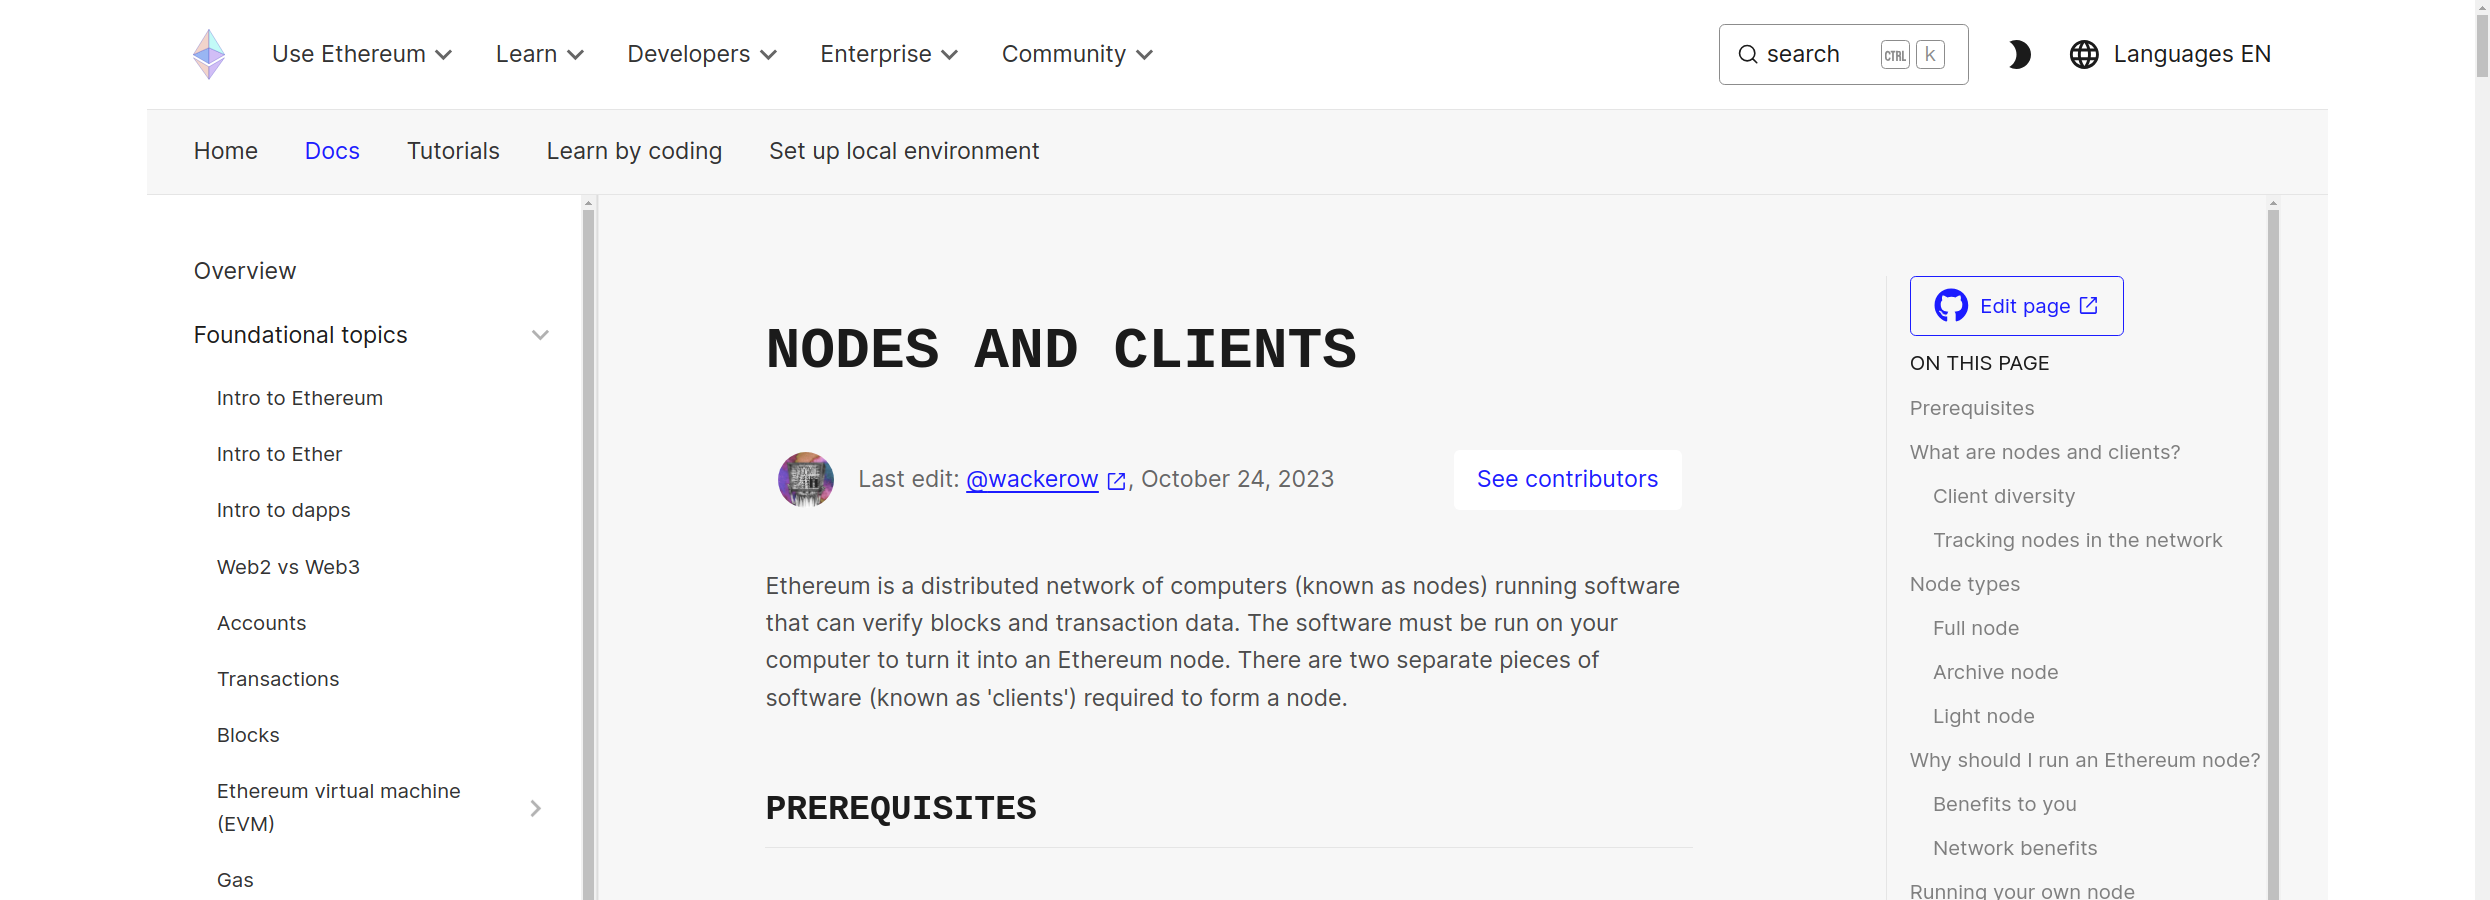 Use Ethereum Learn Developers Enterprise Community search CTRL k Languages EN
Home Docs Tutorials Learn by coding Set up local environment
Overview
Foundational topics
Intro to Ethereum
Intro to Ether
Intro to dapps
Web2 vs Web3
Accounts
Transactions
Blocks
Ethereum virtual machine
(EVM)
Gas
NODES AND CLIENTS
Last edit: @wackerow , October 24, 2023 See contributors
Ethereum is a distributed network of computers (known as nodes) running software
that can verify blocks and transaction data. The software must be run on your
computer to turn it into an Ethereum node. There are two separate pieces of
software (known as 'clients') required to form a node.
PREREQUISITES
Edit page
ON THIS PAGE
Prerequisites
What are nodes and clients?
Client diversity
Tracking nodes in the network
Node types
Full node
Archive node
Light node
Why should I run an Ethereum node?
Benefits to you
Network benefits
Running your own node